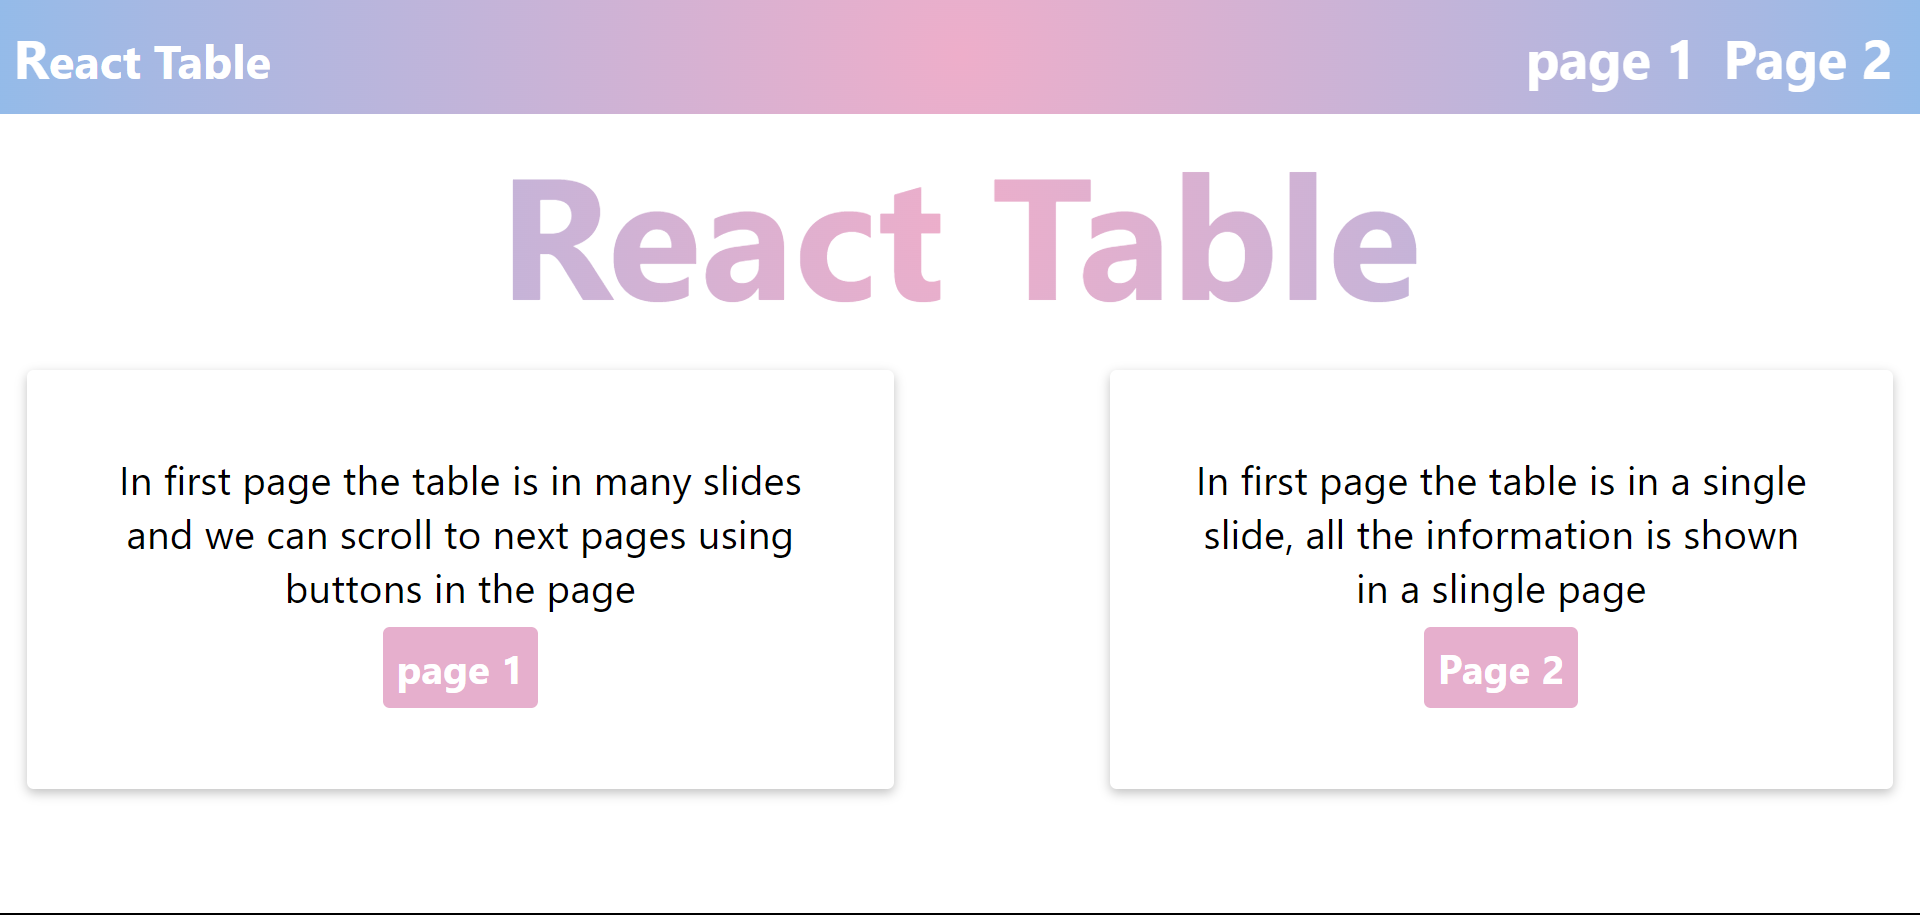 React Table
page 1 Page 2
React Table
In first page the table is in many slides
and we can scroll to next pages using
buttons in the page
page 1
In first page the table is in a single
slide, all the information is shown
in a slingle page
Page 2